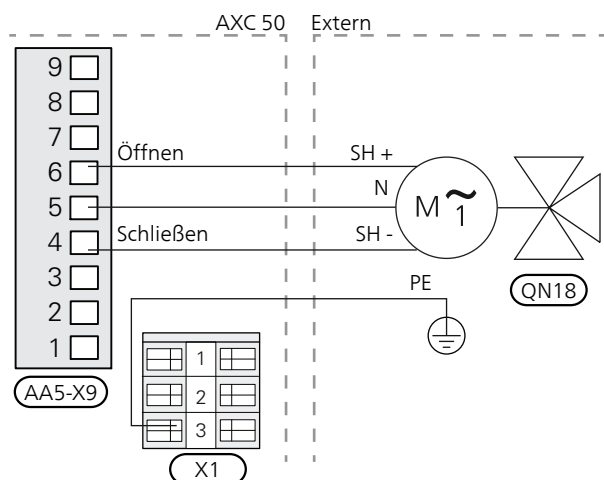 AXC 50 Extern
9
8
7
6 Öffnen SH +
5 N
4 Schließen SH -
M ~ 1
3
PE
QN18
2
1
AA5-X9
1
2
3
X1